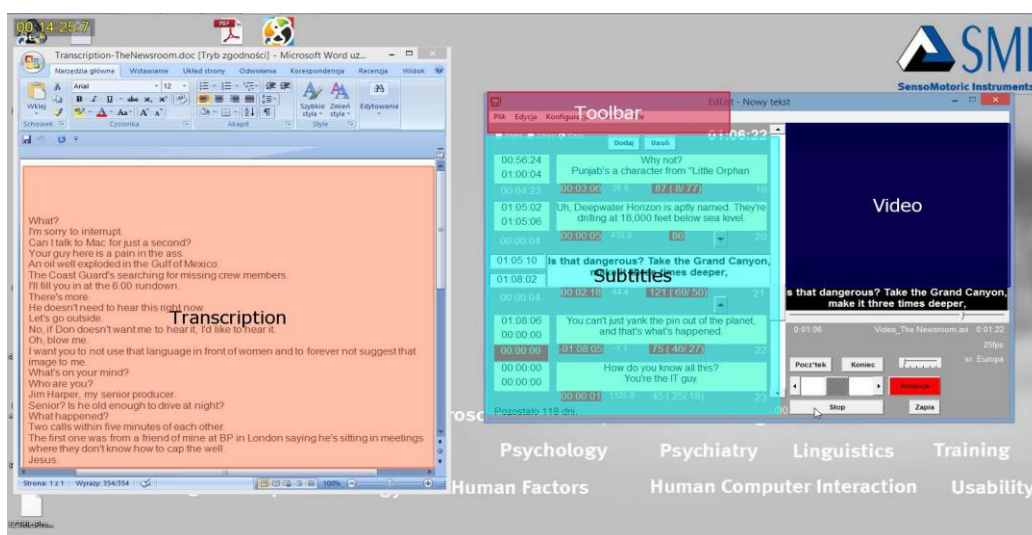 00:14:25:7
PDF
SMI
SensoMotoric Instruments
Transcription-TheNewsroom.doc [Tryb zgodności] - Microsoft Word uż...
Narzędzia główne Wstawianie Układ strony Odwołania Korespondencja Recenzja Widok
Wklej
Arial 12
Szybkie style Zmień style Edytowanie
Schowek Czcionka Akapit Style
What?
I'm sorry to interrupt.
Can I talk to Mac for just a second?
Your guy here is a pain in the ass.
An oil well exploded in the Gulf of Mexico.
The Coast Guard's searching for missing crew members.
I'll fill you in at the 6:00 rundown.
There's more.
He doesn't need to hear this right now.
Let's go outside.
Transcription
No, if Don doesn't want me to hear it, I'd like to hear it.
Oh, blow me.
I want you to not use that language in front of women and to forever not suggest that
image to me.
What's on your mind?
Who are you?
Jim Harper, my senior producer.
Senior? Is he old enough to drive at night?
What happened?
Two calls within five minutes of each other.
The first one was from a friend of mine at BP in London saying he's sitting in meetings
where they don't know how to cap the well.
Jesus.
Strona: 1 z 1 Wyrazy: 354/354 100%
EdList - Nowy tekst
Plik Edycja
Toolbar
01:06:22
Dodaj Usuń
00:56:24
01:00:04
Why not?
Punjab's a character from "Little Orphan
00:04:23 00:03:06 87 ( 8/ 77) 19
01:05:02
01:05:06
Uh, Deepwater Horizon is aptly named. They're
drilling at 18,000 feet below sea level.
00:00:04 00:00:05 86 20
01:05:10
01:08:02
Is that dangerous? Take the Grand Canyon,
make it three times deeper,
Subtitles
00:00:04 00:02:18 44.4 121 ( 69/ 50) 21
01:08:06
00:00:00
You can't just yank the pin out of the planet,
and that's what's happened.
00:00:00 -01:08:05 -1.1 75 ( 46/ 27) 22
00:00:00
00:00:00
How do you know all this?
You're the IT guy.
00:00:01 45 ( 25/ 18) 23
Pozostało 116 dni.
Video
s that dangerous? Take the Grand Canyon,
make it three times deeper,
0:01:06 Video_The Newsroom.avi 0:01:22
25fps
sr. Europa
Pocz*tek Koniec
Stop Zapis
Psychology Psychiatry Linguistics Training
Human Factors Human Computer Interaction Usability